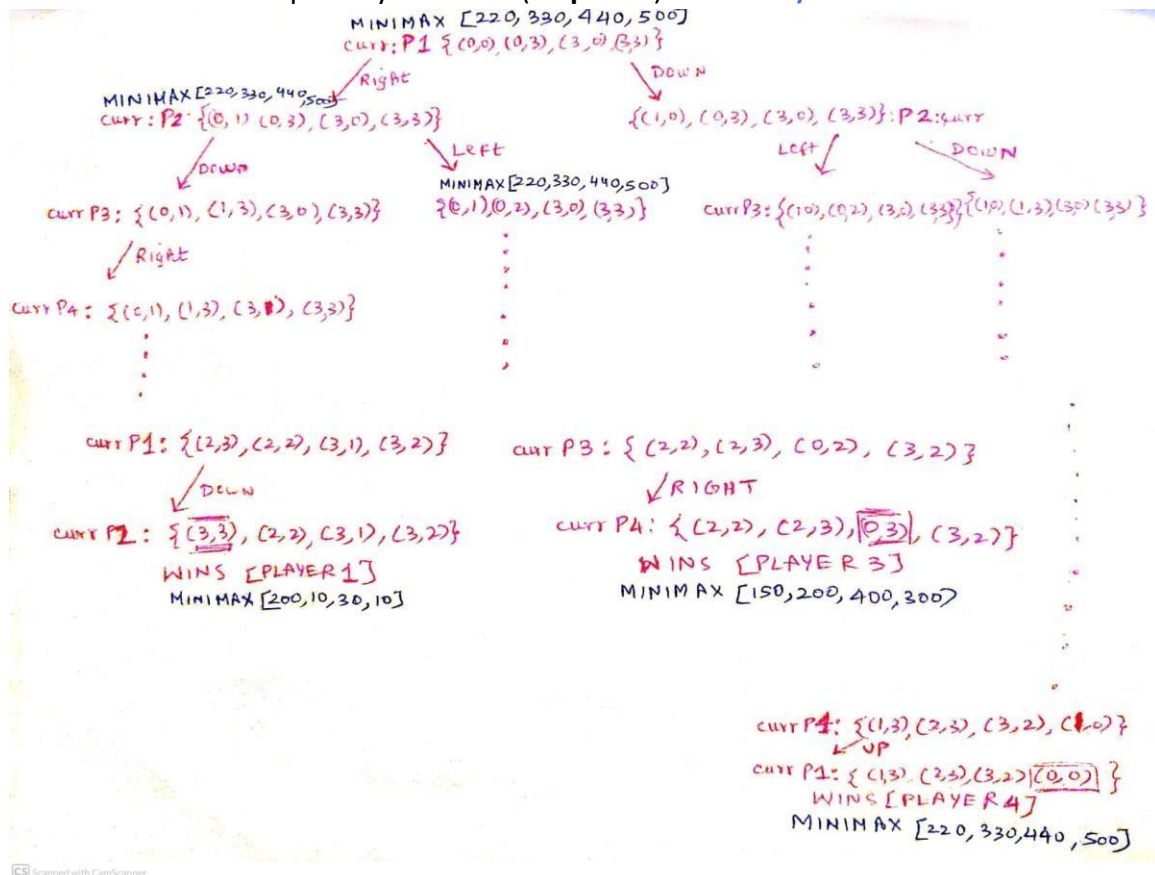 MINIMAX [220, 330, 440, 500]
curr: P1 {(0,0), (0,3), (3,0), (3,3)}
Right
DOWN
MINIMAX [220, 330, 440, 500]
curr: P2 {(0,1) (0,3), (3,0), (3,3)}
{(1,0), (0,3), (3,0), (3,3)}: P2: curr
DOWN
Left
Left
DOWN
MINIMAX [220, 330, 440, 500]
curr P3: {(0,1), (1,3), (3,0), (3,3)}
{(0,1) (0,2), (3,0), (3,3)}
curr P3: {(1,0), (0,2), (3,0), (3,3)} {(1,0), (1,3) (3,0) (3,3)}
Right
curr P4: {(0,1), (1,3), (3,1), (3,3)}
curr P1: {(2,3), (2,2), (3,1), (3,2)}
curr P3: {(2,2), (2,3), (0,2), (3,2)}
DOWN
RIGHT
curr P2: {(3,3), (2,2), (3,1), (3,2)}
curr P4: {(2,2), (2,3), (0,3), (3,2)}
WINS [PLAYER 1]
WINS [PLAYER 3]
MINIMAX [200, 10, 30, 10]
MINIMAX [150, 200, 400, 300)
curr P4: {(1,3), (2,3), (3,2), (1,0)}
UP
curr P1: {(1,3), (2,3), (3,2) (0,0)}
WINS [PLAYER 4]
MINIMAX [220, 330, 440, 500]
CS Scanned with CamScanner